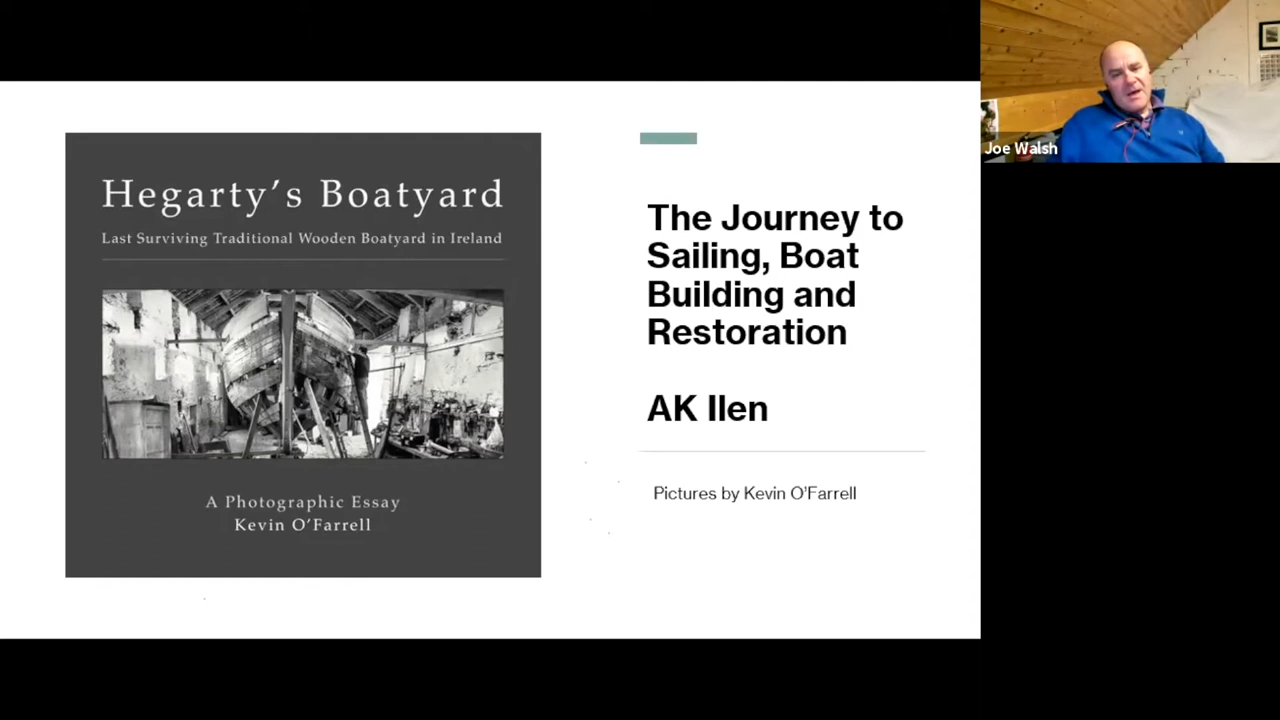 Hegarty’s Boatyard
Last Surviving Traditional Wooden Boatyard in Ireland
A Photographic Essay
Kevin O’Farrell
The Journey to
Sailing, Boat
Building and
Restoration
AK Ilen
Pictures by Kevin O’Farrell
Joe Walsh